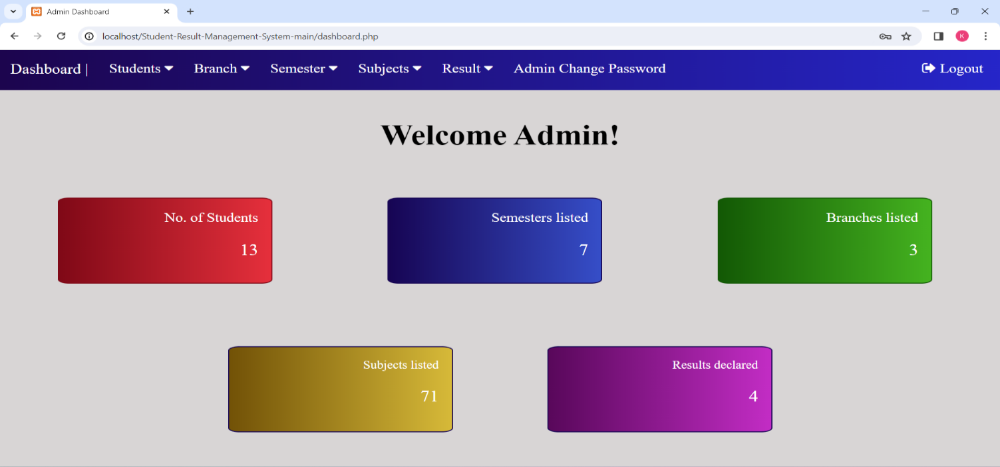 Admin Dashboard
localhost/Student-Result-Management-System-main/dashboard.php
K
Dashboard | Students Branch Semester Subjects Result Admin Change Password Logout
Welcome Admin!
No. of Students
13
Semesters listed
7
Branches listed
3
Subjects listed
71
Results declared
4